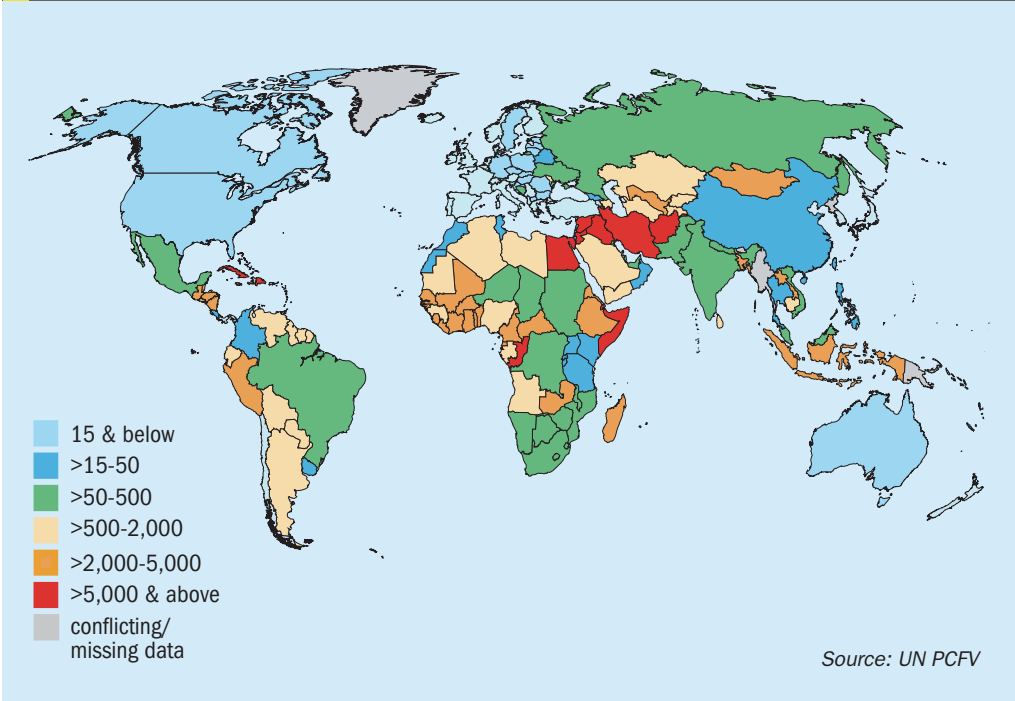 15 & below
>15-50
>50-500
>500-2,000
>2,000-5,000
>5,000 & above
conflicting/
missing data
Source: UN PCFV